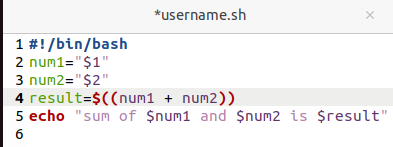 *username.sh ×
1 #!/bin/bash
2 num1="$1"
3 num2="$2"
4 result=$((num1 + num2))
5 echo "sum of $num1 and $num2 is $result"
6